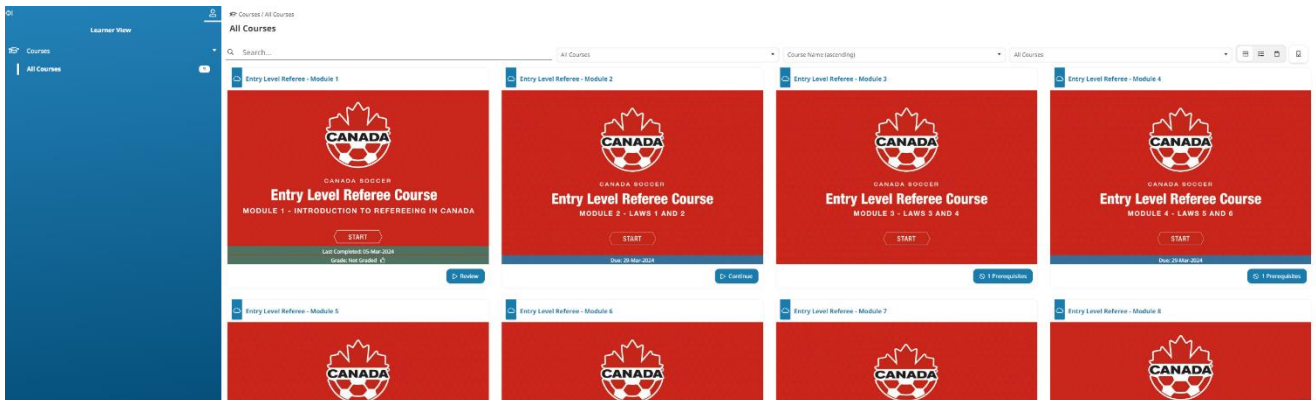 Courses / All Courses
Learner View
All Courses
Courses
All Courses
Search...
All Courses
Course Name (ascending)
All Courses
Entry Level Referee - Module 1
Entry Level Referee - Module 2
Entry Level Referee - Module 3
Entry Level Referee - Module 4
CANADA
CANADA SOCCER
Entry Level Referee Course
MODULE 1 - INTRODUCTION TO REFEREEING IN CANADA
START
Last Completed: 05-Mar-2024
Grade: Not Graded
Review
CANADA
CANADA SOCCER
Entry Level Referee Course
MODULE 2 - LAWS 1 AND 2
START
Due: 29-Mar-2024
Continue
CANADA
CANADA SOCCER
Entry Level Referee Course
MODULE 3 - LAWS 3 AND 4
START
1 Prerequisites
CANADA
CANADA SOCCER
Entry Level Referee Course
MODULE 4 - LAWS 5 AND 6
START
Due: 29-Mar-2024
1 Prerequisites
Entry Level Referee - Module 5
Entry Level Referee - Module 6
Entry Level Referee - Module 7
Entry Level Referee - Module 8
CANADA
CANADA
CANADA
CANADA